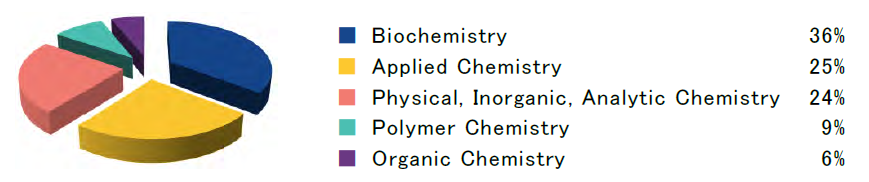 Biochemistry 36%
Applied Chemistry 25%
Physical, Inorganic, Analytic Chemistry 24%
Polymer Chemistry 9%
Organic Chemistry 6%